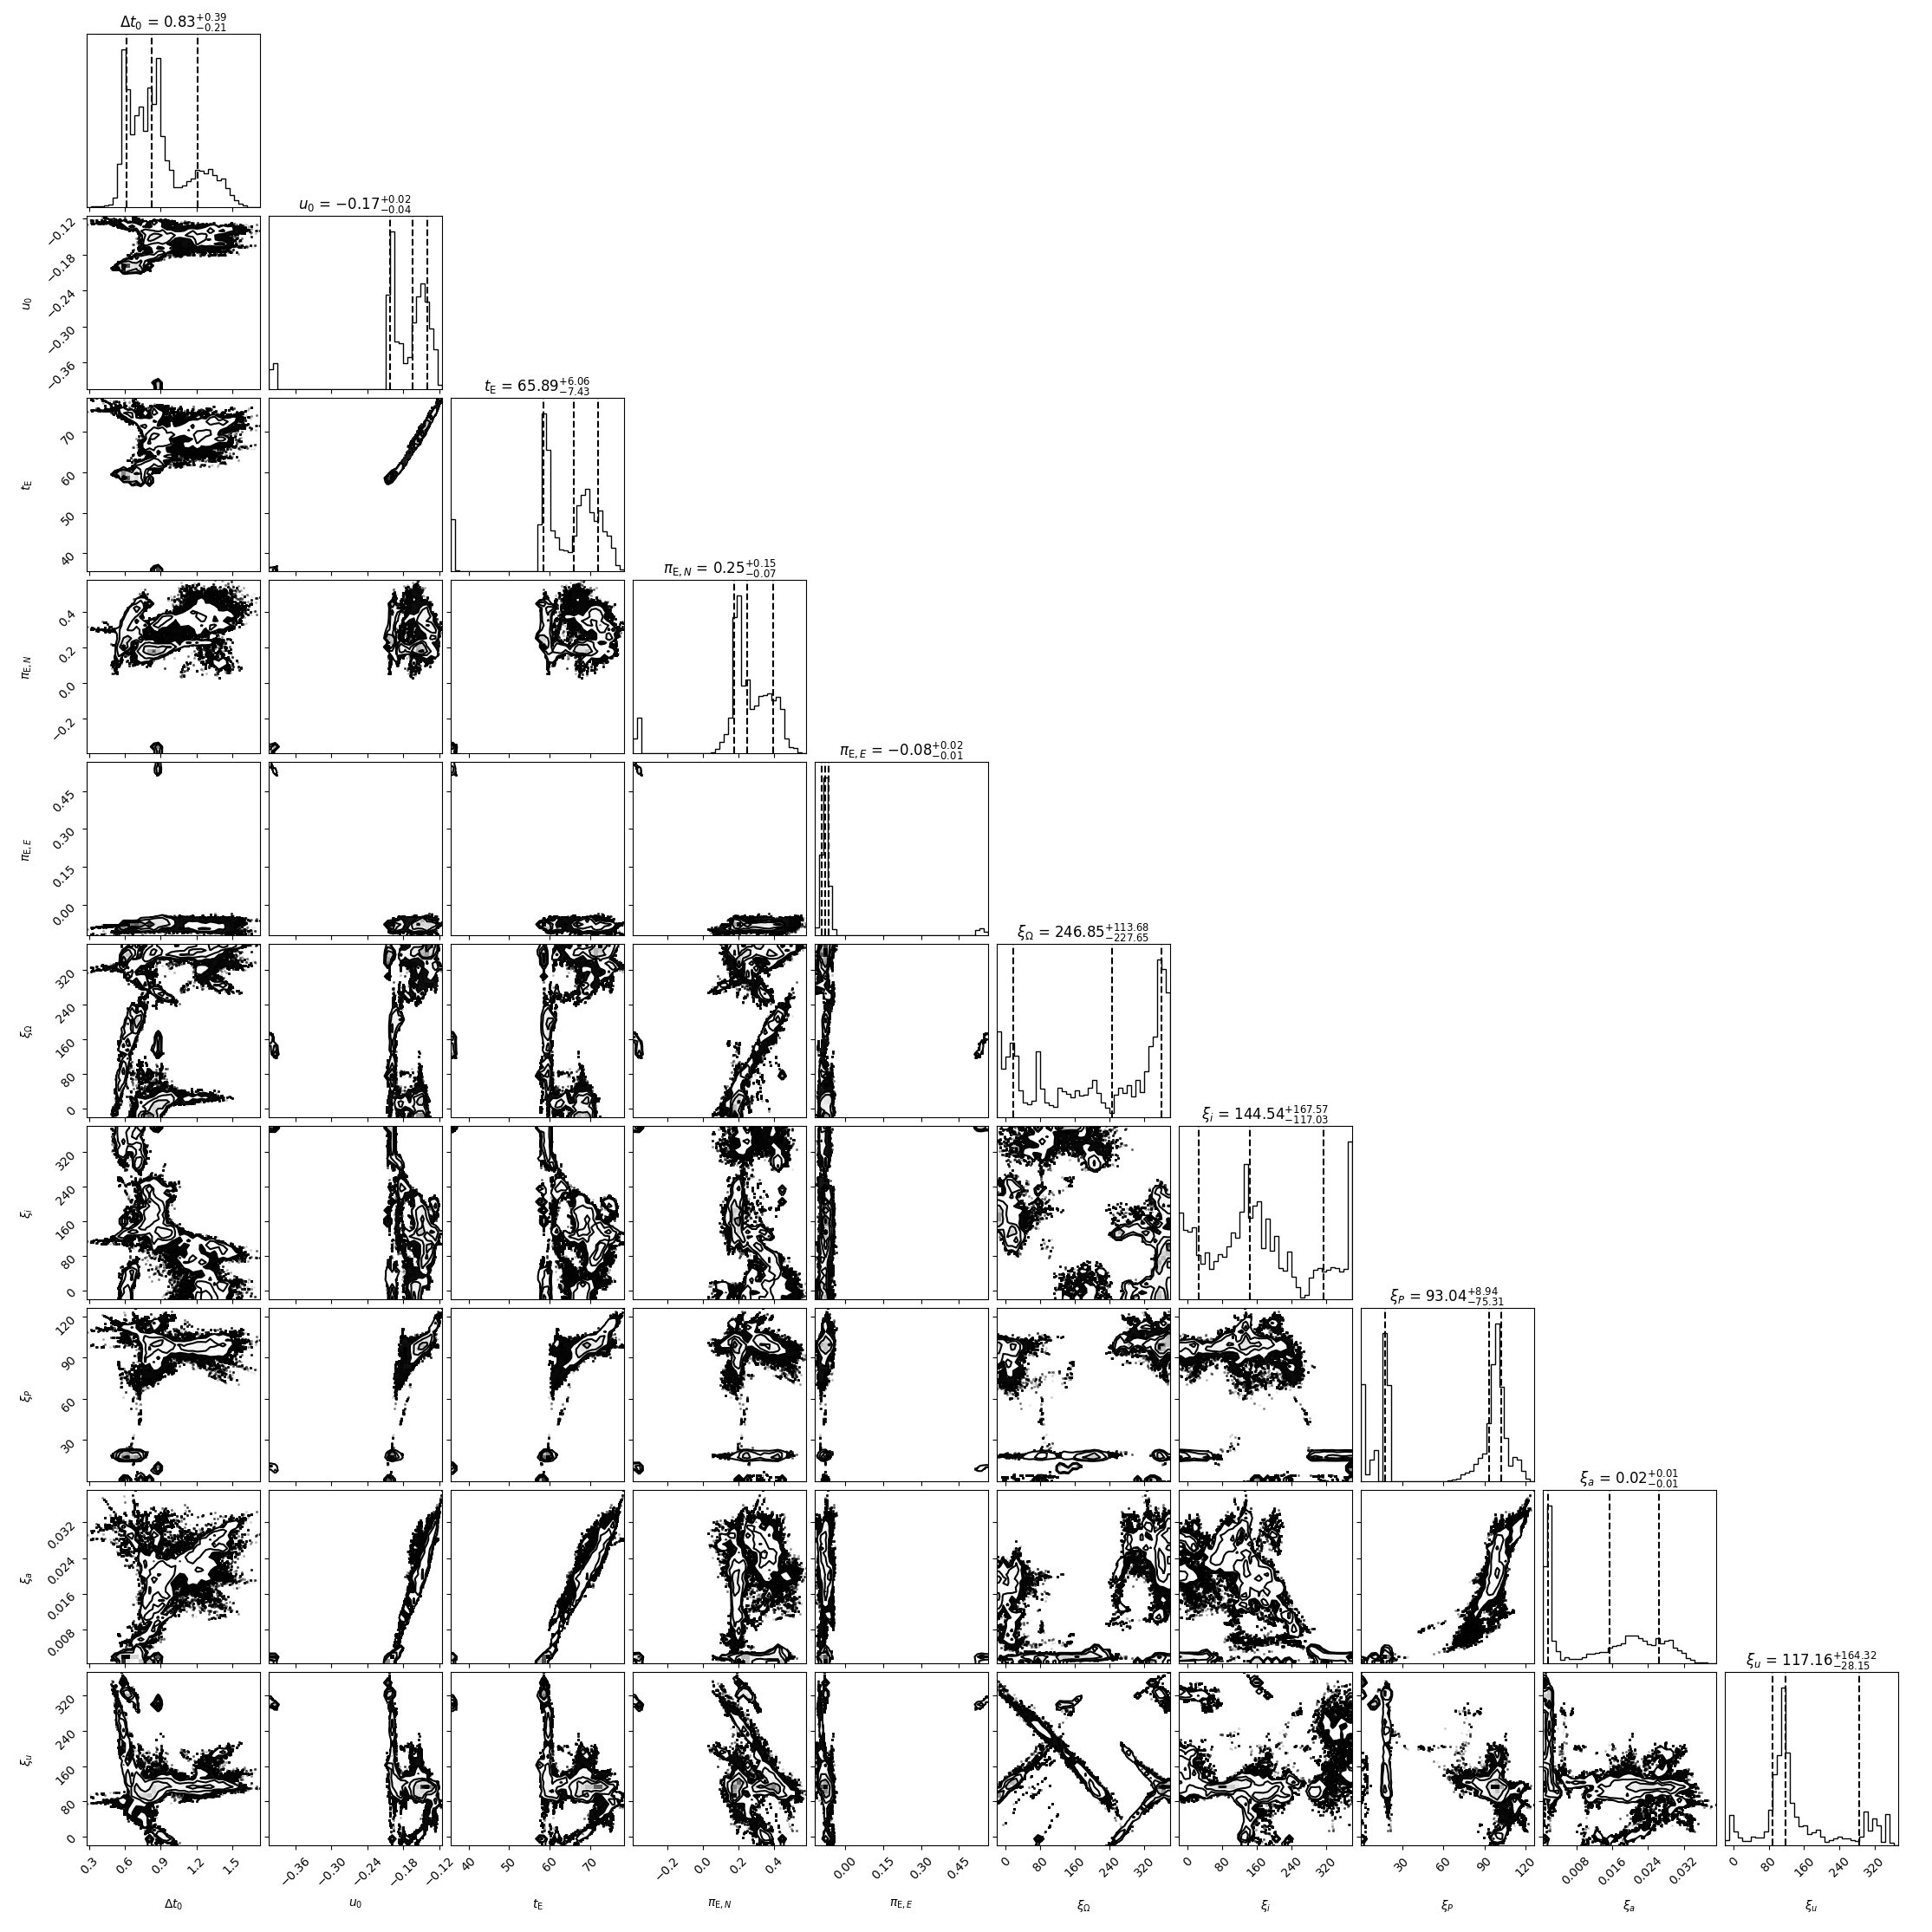 Δt₀ = 0.83⁺⁰·³⁹₋₀.₂₁
u₀ = −0.17⁺⁰·⁰²₋₀.₀₄
−0.12
−0.18
−0.24
−0.30
−0.36
u₀
t_E = 65.89⁺⁶·⁰⁶₋₇.₄₃
70
60
50
40
t_E
π_E,N = 0.25⁺⁰·¹⁵₋₀.₀₇
0.4
0.2
0.0
−0.2
π_E,N
π_E,E = −0.08⁺⁰·⁰²₋₀.₀₁
0.45
0.30
0.15
0.00
π_E,E
ξ_Ω = 246.85⁺¹¹³·⁶⁸₋₂₂₇.₆₅
320
240
160
80
0
ξ_Ω
ξ_i = 144.54⁺¹⁶⁷·⁵⁷₋₁₁₇.₀₃
320
240
160
80
0
ξ_i
ξ_P = 93.04⁺⁸·⁹⁴₋₇₅.₃₁
120
90
60
30
ξ_P
ξ_a = 0.02⁺⁰·⁰¹₋₀.₀₁
0.032
0.024
0.016
0.008
ξ_a
ξ_u = 117.16⁺¹⁶⁴·³²₋₂₈.₁₅
320
240
160
80
0
ξ_u
0.3 0.6 0.9 1.2 1.5 −0.36 −0.30 −0.24 −0.18 −0.12 40 50 60 70 −0.2 0.0 0.2 0.4 0.00 0.15 0.30 0.45 0 80 160 240 320 0 80 160 240 320 30 60 90 120 0.008 0.016 0.024 0.032 0 80 160 240 320
Δt₀ u₀ t_E π_E,N π_E,E ξ_Ω ξ_i ξ_P ξ_a ξ_u